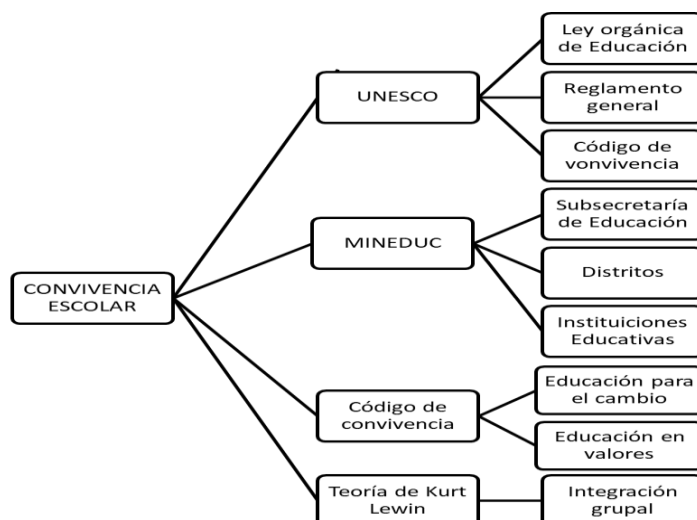 Ley orgánica
de Educación
UNESCO
Reglamento
general
Código de
vonvivencia
Subsecretaría
de Educación
MINEDUC
Distritos
Instituiciones
Educativas
CONVIVENCIA
ESCOLAR
Educación para
el cambio
Código de
convivencia
Educación en
valores
Teoría de Kurt
Lewin
Integración
grupal